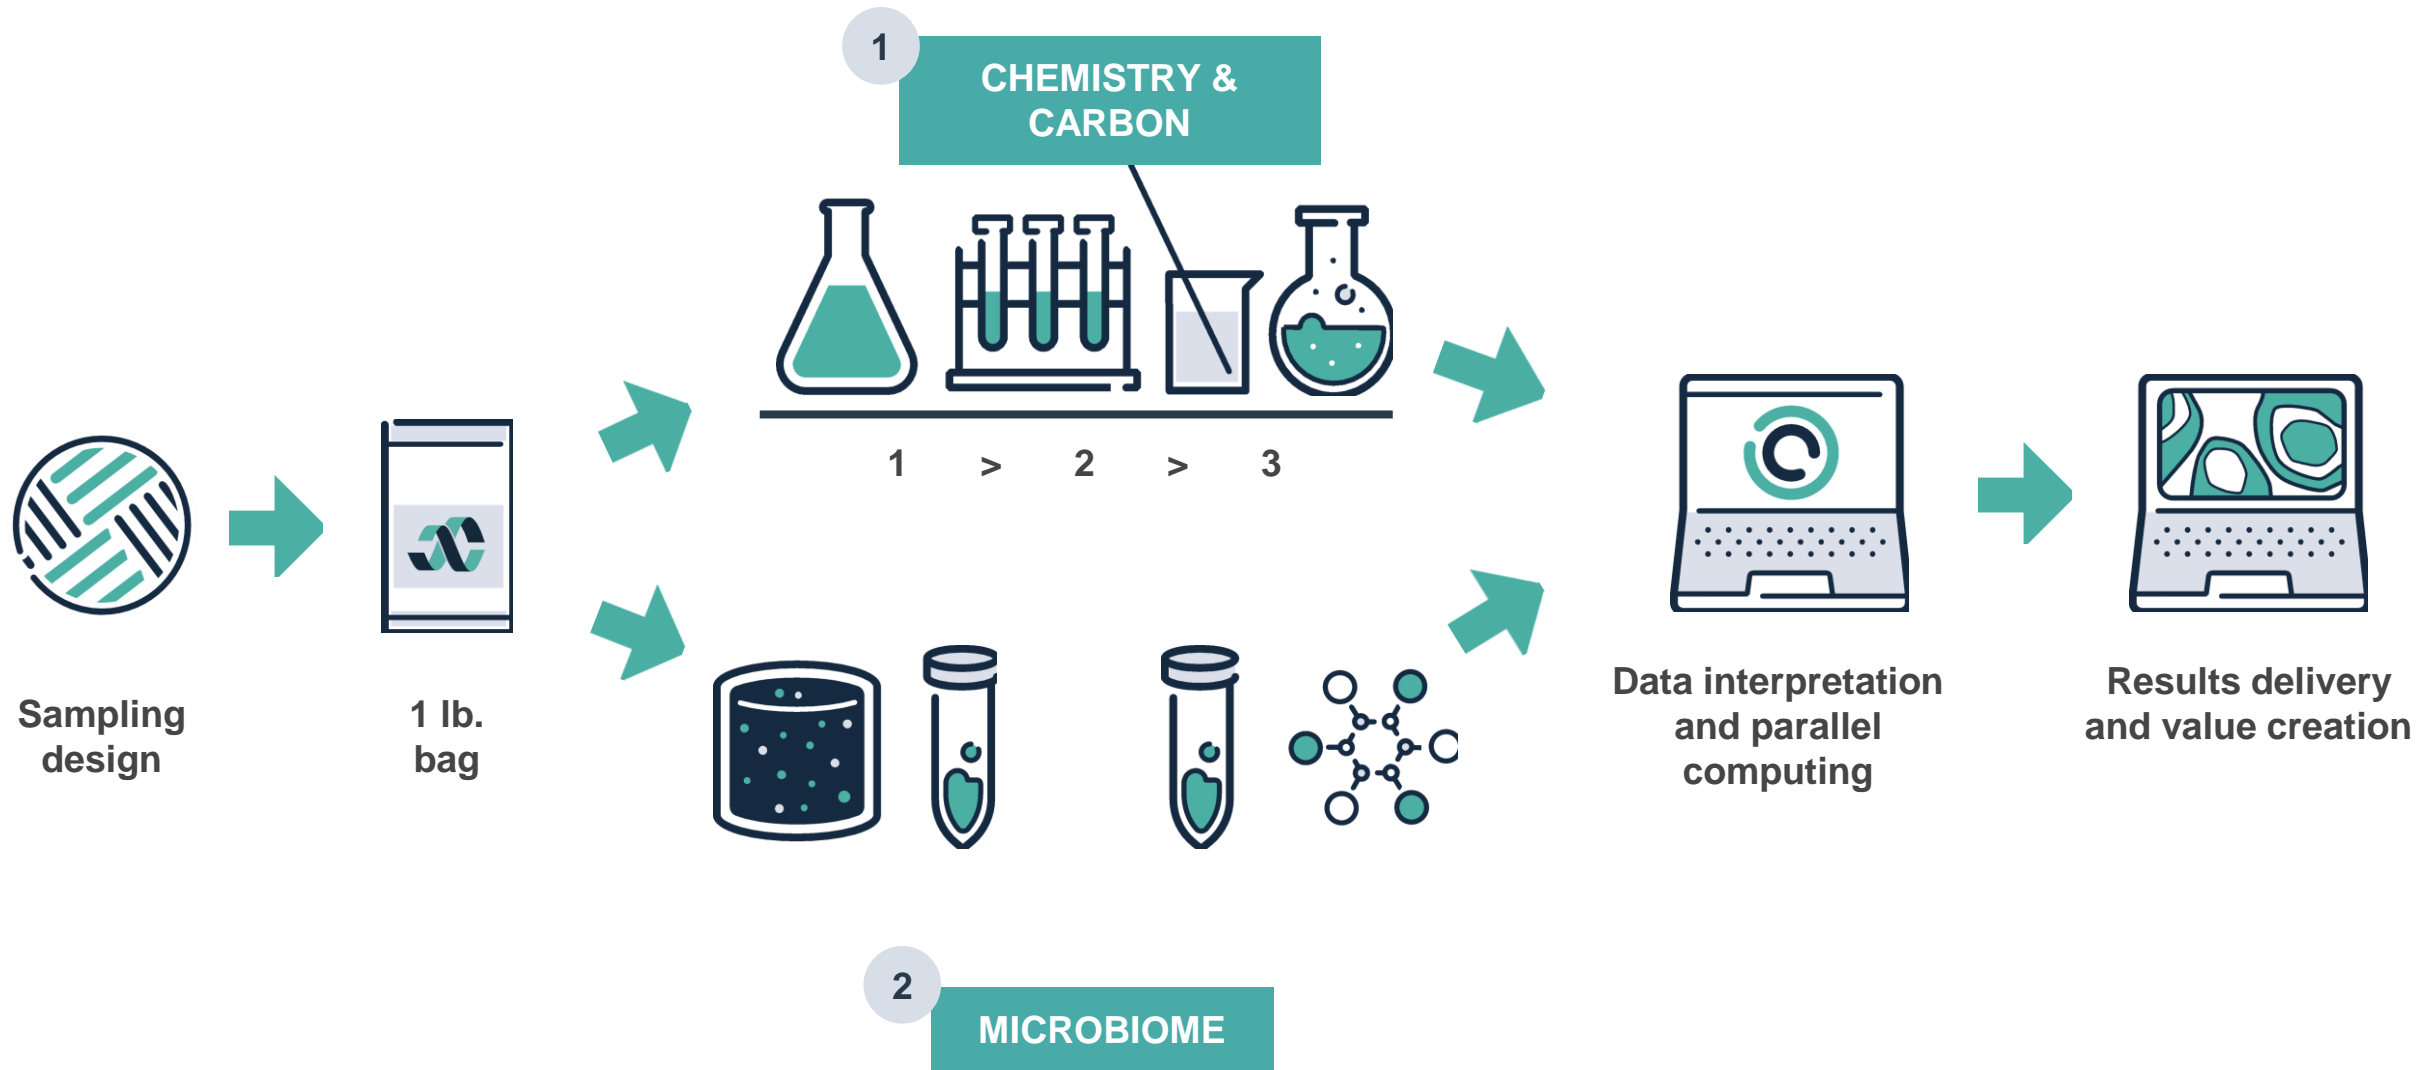 1
CHEMISTRY &
CARBON
1 > 2 > 3
Sampling
design
1 lb.
bag
Data interpretation
and parallel
computing
Results delivery
and value creation
2
MICROBIOME